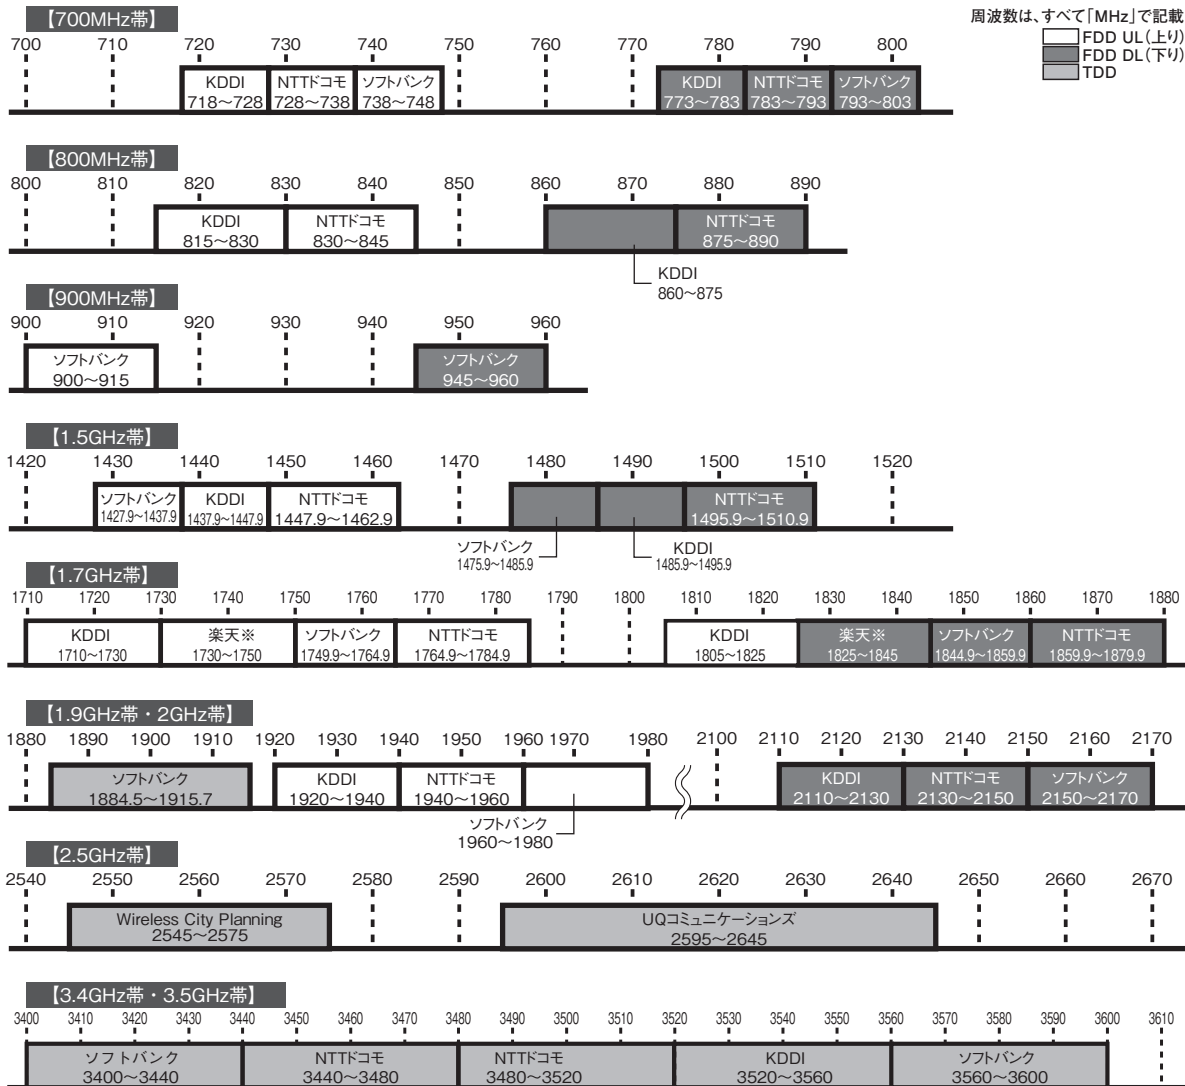 【700MHz帯】
周波数は、すべて「MHz」で記載
FDD UL（上り）
FDD DL（下り）
TDD
700 710 720 730 740 750 760 770 780 790 800
KDDI NTTドコモ ソフトバンク KDDI NTTドコモ ソフトバンク
718～728 728～738 738～748 773～783 783～793 793～803
【800MHz帯】
800 810 820 830 840 850 860 870 880 890
KDDI NTTドコモ NTTドコモ
815～830 830～845 875～890
KDDI
860～875
【900MHz帯】
900 910 920 930 940 950 960
ソフトバンク ソフトバンク
900～915 945～960
【1.5GHz帯】
1420 1430 1440 1450 1460 1470 1480 1490 1500 1510 1520
ソフトバンク KDDI NTTドコモ NTTドコモ
1427.9～1437.9 1437.9～1447.9 1447.9～1462.9 1495.9～1510.9
ソフトバンク KDDI
1475.9～1485.9 1485.9～1495.9
【1.7GHz帯】
1710 1720 1730 1740 1750 1760 1770 1780 1790 1800 1810 1820 1830 1840 1850 1860 1870 1880
KDDI 楽天※ ソフトバンク NTTドコモ KDDI 楽天※ ソフトバンク NTTドコモ
1710～1730 1730～1750 1749.9～1764.9 1764.9～1784.9 1805～1825 1825～1845 1844.9～1859.9 1859.9～1879.9
【1.9GHz帯・2GHz帯】
1880 1890 1900 1910 1920 1930 1940 1950 1960 1970 1980 2100 2110 2120 2130 2140 2150 2160 2170
ソフトバンク KDDI NTTドコモ KDDI NTTドコモ ソフトバンク
1884.5～1915.7 1920～1940 1940～1960 2110～2130 2130～2150 2150～2170
ソフトバンク
1960～1980
【2.5GHz帯】
2540 2550 2560 2570 2580 2590 2600 2610 2620 2630 2640 2650 2660 2670
Wireless City Planning UQコミュニケーションズ
2545～2575 2595～2645
【3.4GHz帯・3.5GHz帯】
3400 3410 3420 3430 3440 3450 3460 3470 3480 3490 3500 3510 3520 3530 3540 3550 3560 3570 3580 3590 3600 3610
ソフトバンク NTTドコモ NTTドコモ KDDI ソフトバンク
3400～3440 3440～3480 3480～3520 3520～3560 3560～3600